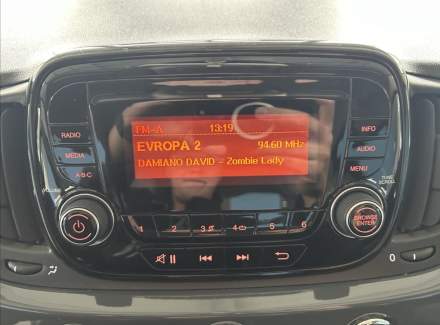 FM-A 13:19
EVROPA 2 94.60 MHz
DAMIANO DAVID - Zombie Lady
RADIO
MEDIA
A-B-C
INFO
AUDIO
MENU
TUNE SCROLL
BROWSE ENTER
1 2 3 4 5 6
0